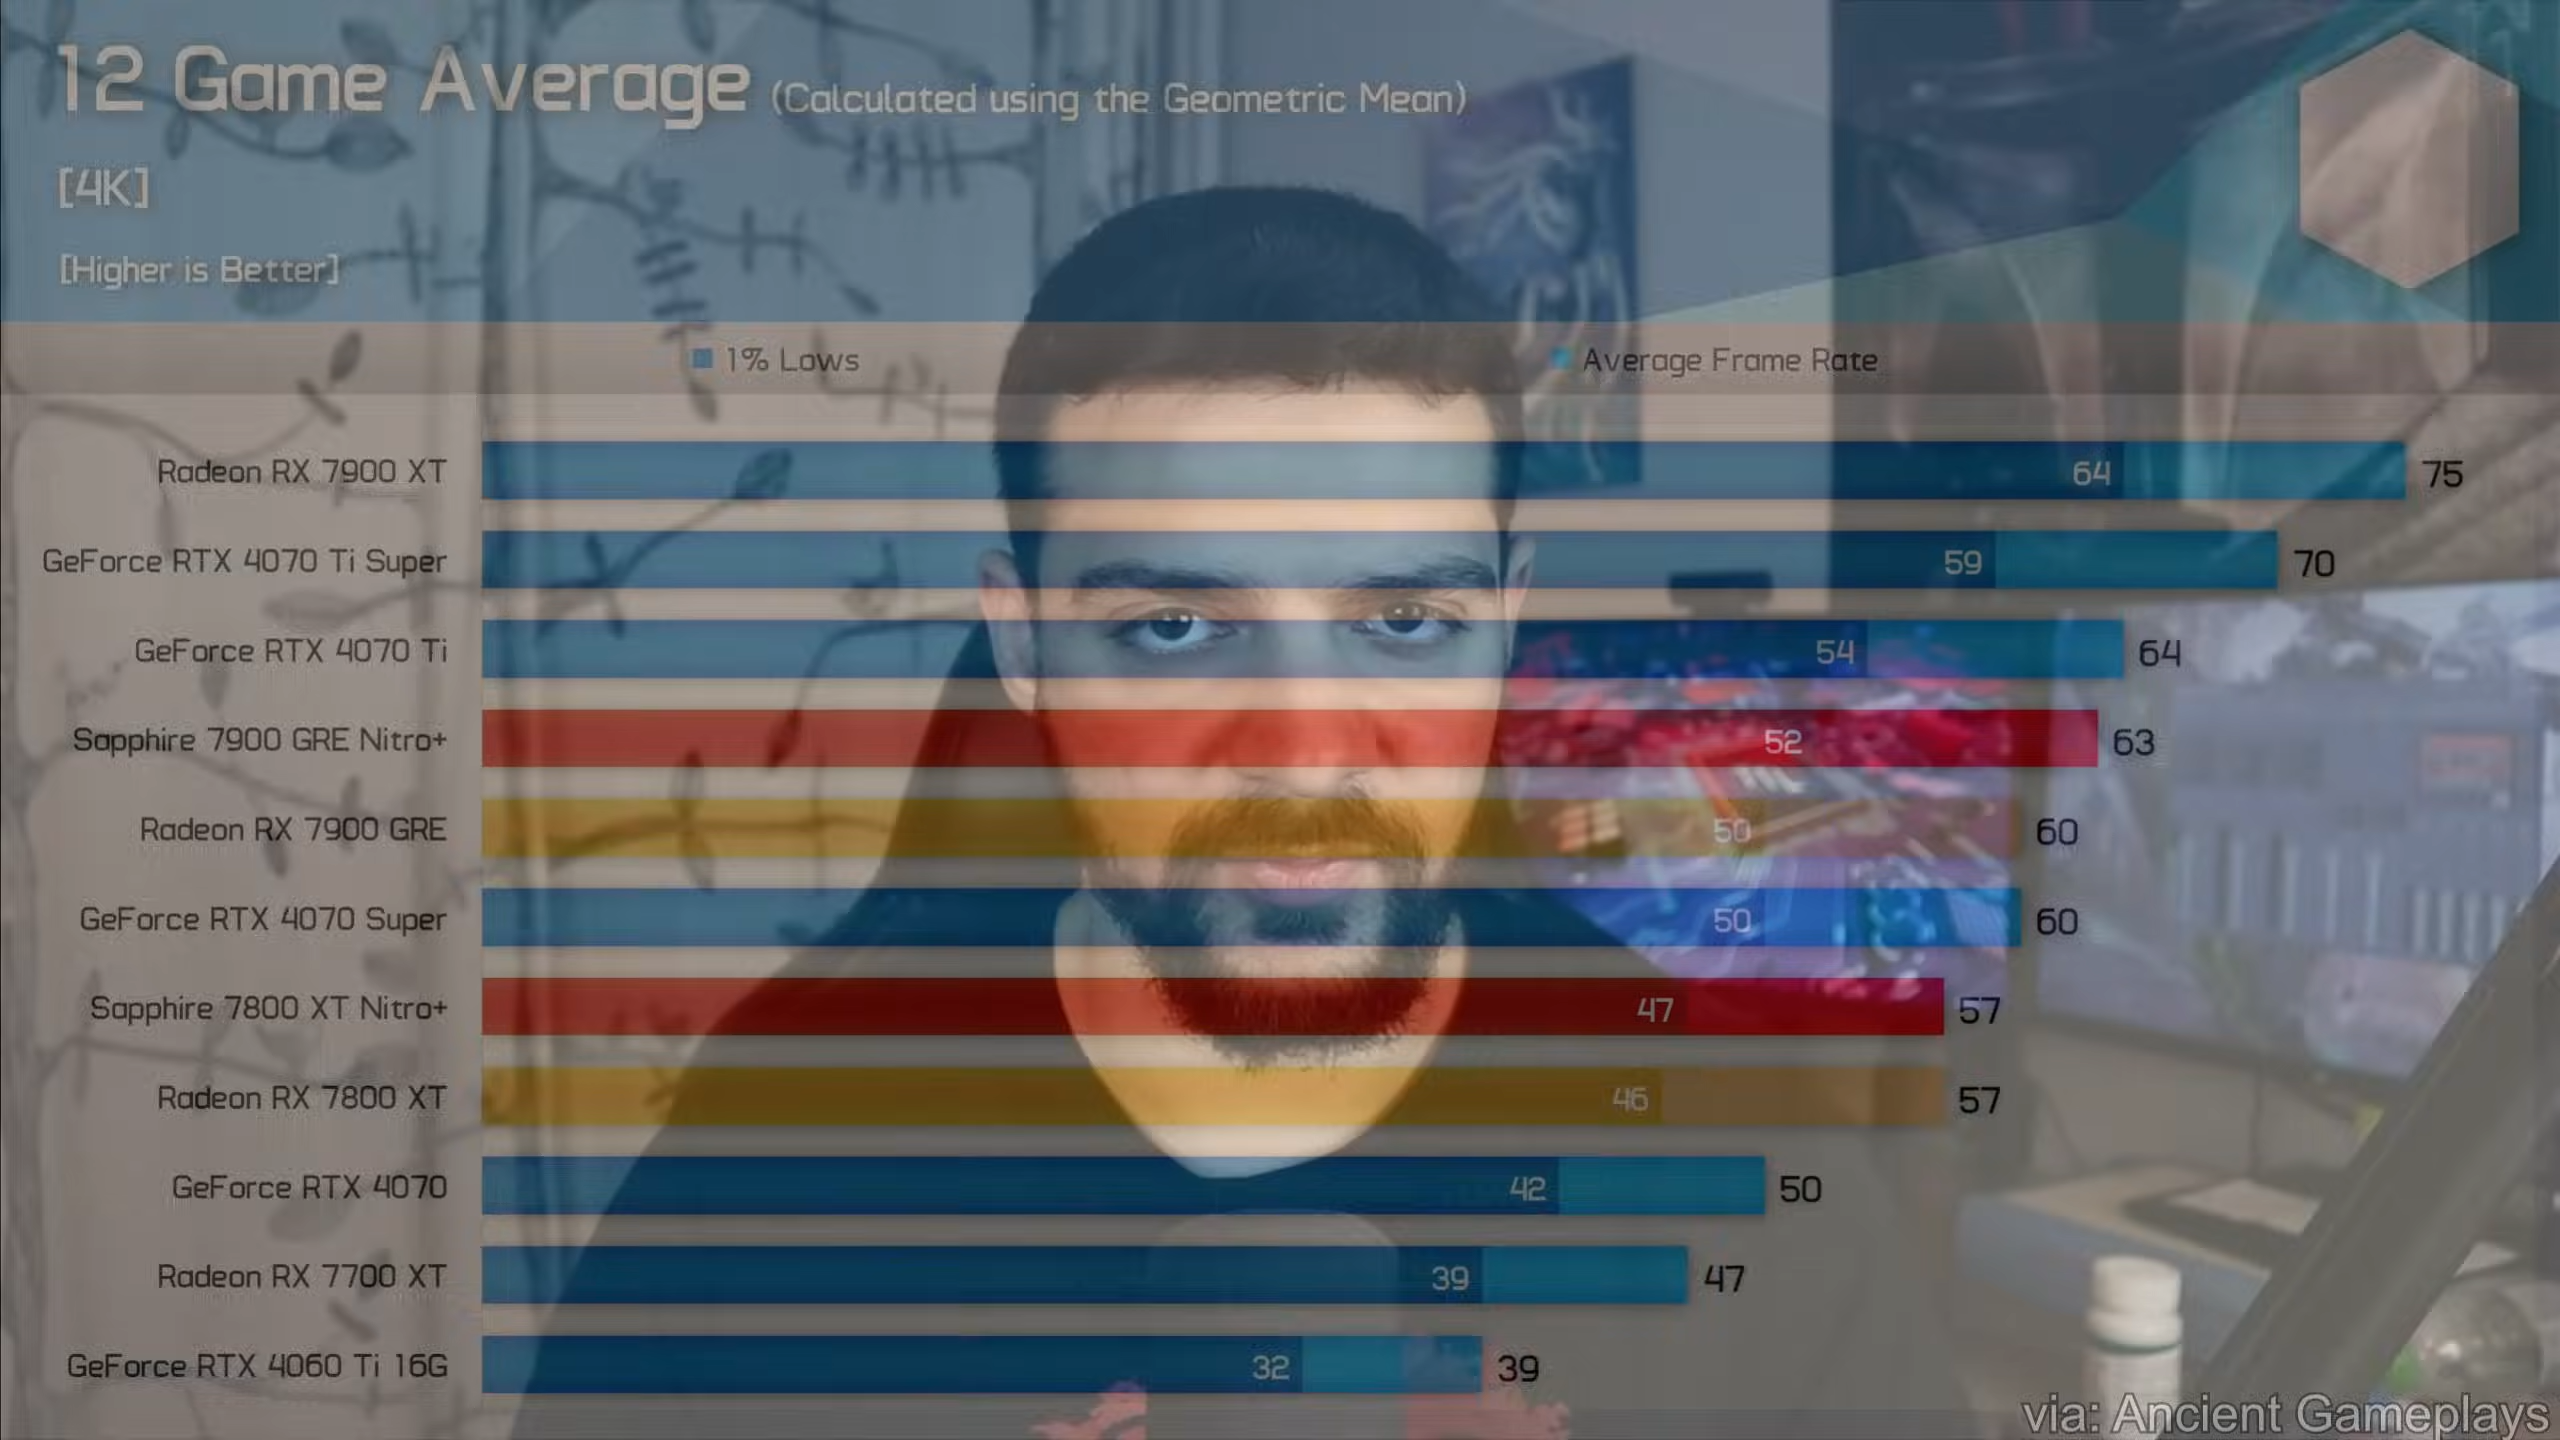 12 Game Average (Calculated using the Geometric Mean)
[4K]
[Higher is Better]
1% Lows Average Frame Rate
Radeon RX 7900 XT 64 75
GeForce RTX 4070 Ti Super 59 70
GeForce RTX 4070 Ti 54 64
Sapphire 7900 GRE Nitro+ 52 63
Radeon RX 7900 GRE 50 60
GeForce RTX 4070 Super 50 60
Sapphire 7800 XT Nitro+ 47 57
Radeon RX 7800 XT 46 57
GeForce RTX 4070 42 50
Radeon RX 7700 XT 39 47
GeForce RTX 4060 Ti 16G 32 39
via: Ancient Gameplays